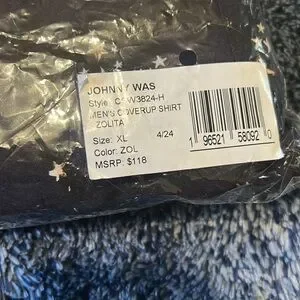 JOHNNY WAS
Style: CSW3824-H
MEN'S COVERUP SHIRT
ZOLITA
Size: XL 4/24
Color: ZOL
MSRP: $118
1 96521 58092 0